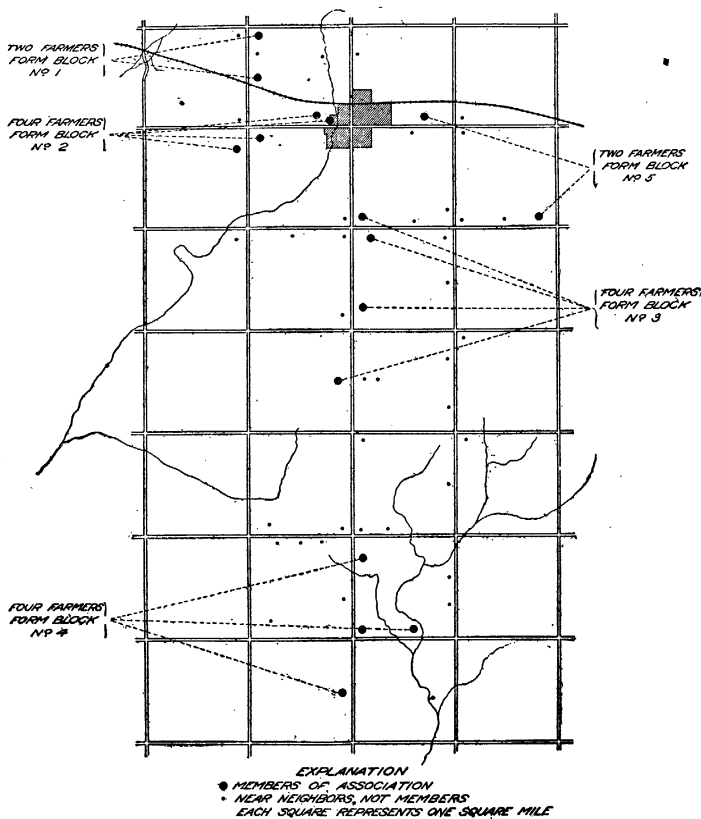 TWO FARMERS
FORM BLOCK
Nº 1
FOUR FARMERS
FORM BLOCK
Nº 2
TWO FARMERS
FORM BLOCK
Nº 5
FOUR FARMERS
FORM BLOCK
Nº 3
FOUR FARMERS
FORM BLOCK
Nº 4
EXPLANATION
MEMBERS OF ASSOCIATION
NEAR NEIGHBORS, NOT MEMBERS
EACH SQUARE REPRESENTS ONE SQUARE MILE